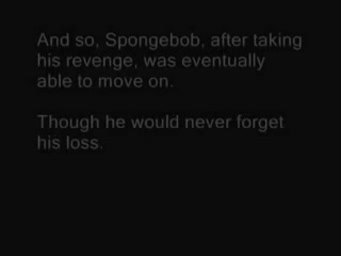 And so, Spongebob, after taking
his revenge, was eventually
able to move on.
Though he would never forget
his loss.